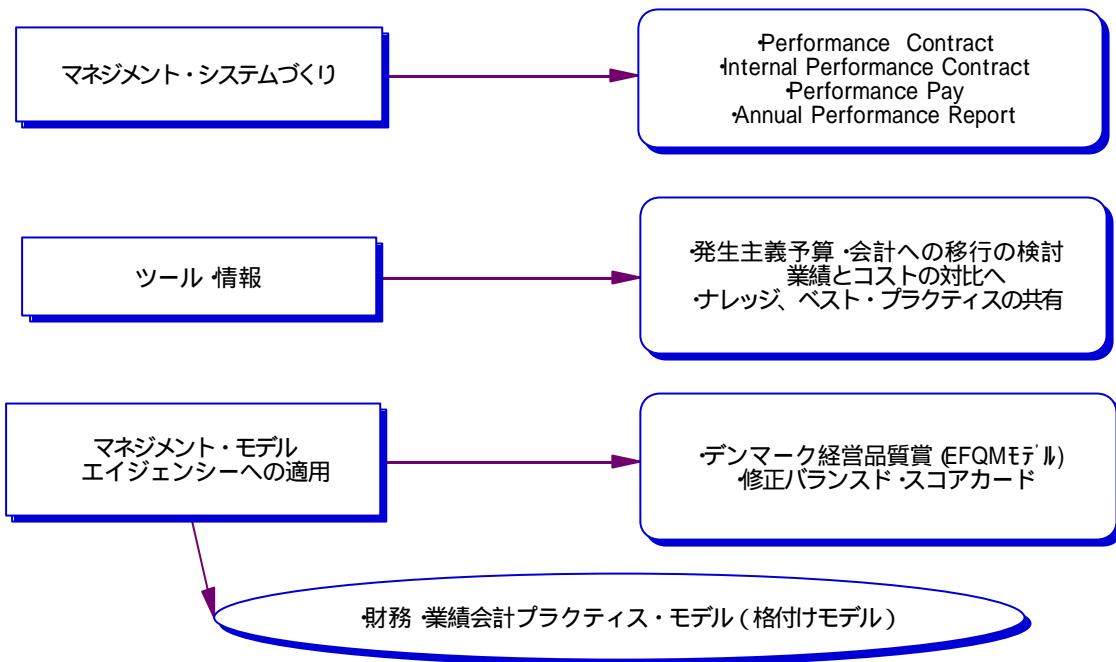 マネジメント・システムづくり
・Performance Contract
・Internal Performance Contract
・Performance Pay
・Annual Performance Report
ツール・情報
・発生主義予算・会計への移行の検討
業績とコストの対比へ
・ナレッジ、ベスト・プラクティスの共有
マネジメント・モデル
エイジェンシーへの適用
・デンマーク経営品質賞(EFQMモデル)
・修正バランスド・スコアカード
・財務・業績会計プラクティス・モデル(格付けモデル)